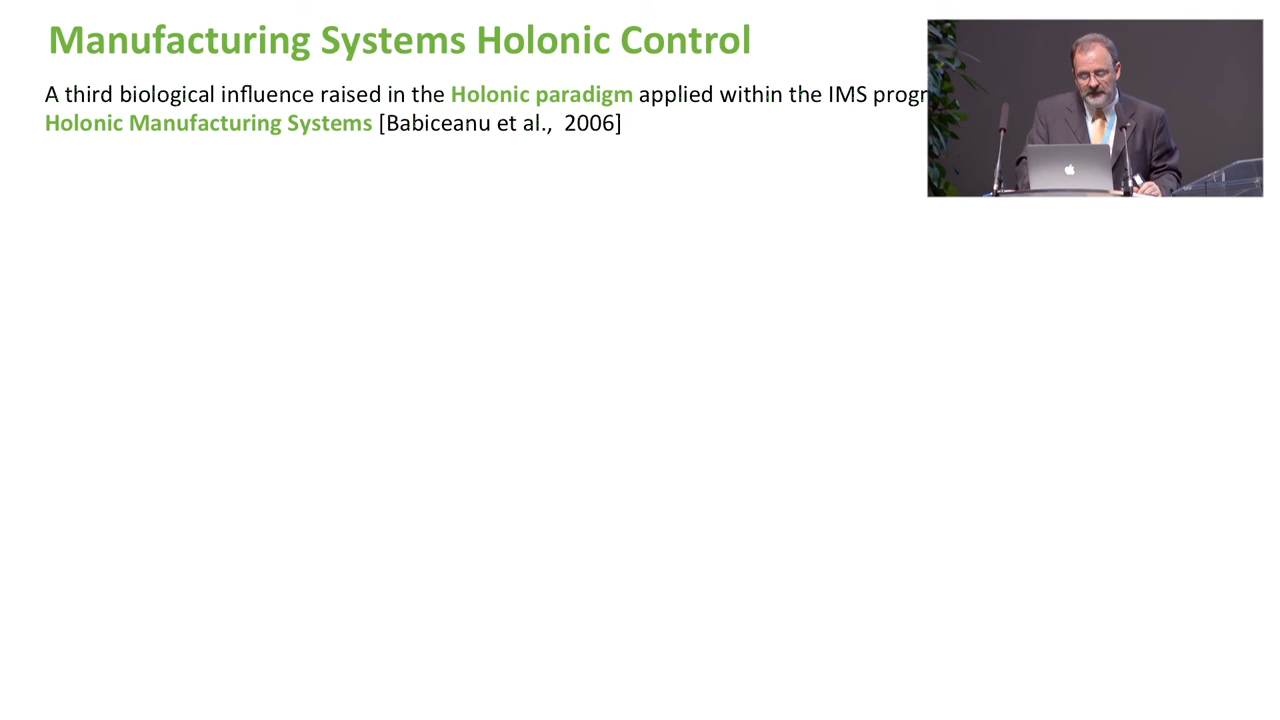 Manufacturing Systems Holonic Control
A third biological influence raised in the Holonic paradigm applied within the IMS
Holonic Manufacturing Systems [Babiceanu et al., 2006]